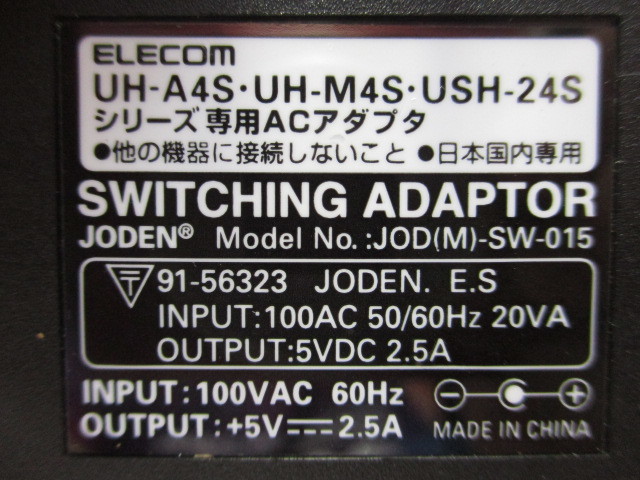 ELECOM
UH-A4S・UH-M4S・USH-24S
シリーズ専用ACアダプタ
●他の機器に接続しないこと ●日本国内専用
SWITCHING ADAPTOR
JODEN® Model No.:JOD(M)-SW-015
T 91-56323 JODEN. E.S
INPUT:100AC 50/60Hz 20VA
OUTPUT:5VDC 2.5A
INPUT:100VAC 60Hz
OUTPUT:+5V⎓2.5A MADE IN CHINA